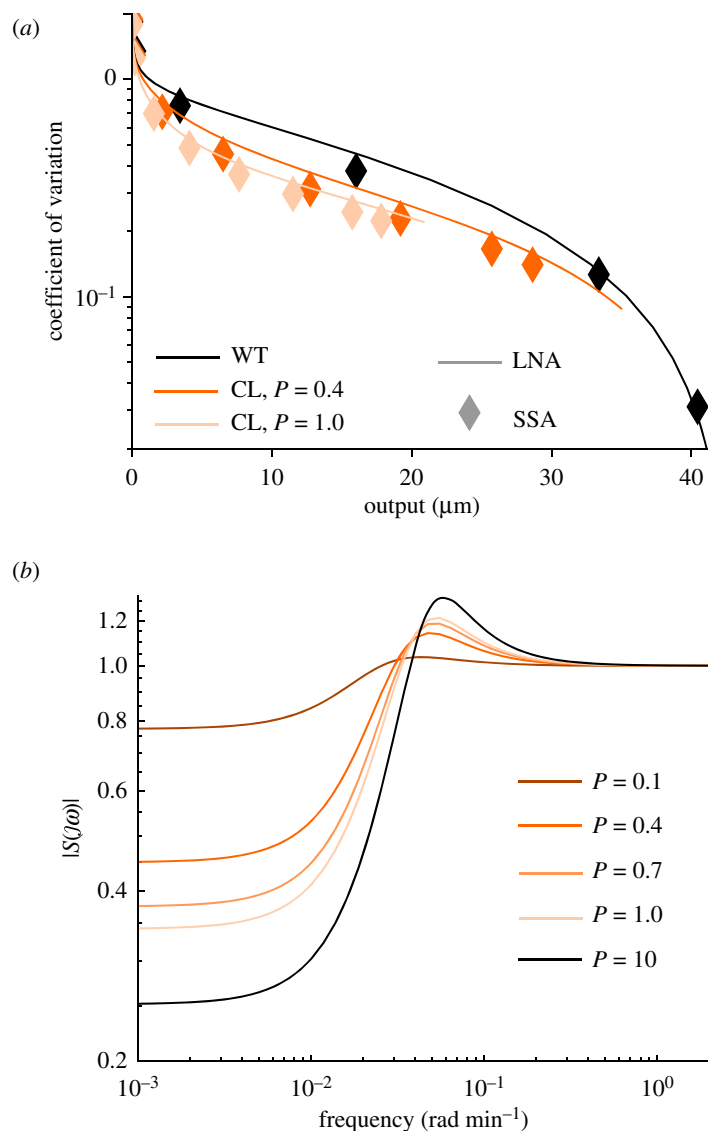 (a)
0
10⁻¹
coefficient of variation
WT
CL, P = 0.4
CL, P = 1.0
LNA
SSA
0 10 20 30 40
output (μm)
(b)
1.2
1.0
0.8
0.6
0.4
0.2
|S(jω)|
P = 0.1
P = 0.4
P = 0.7
P = 1.0
P = 10
10⁻³ 10⁻² 10⁻¹ 10⁰
frequency (rad min⁻¹)